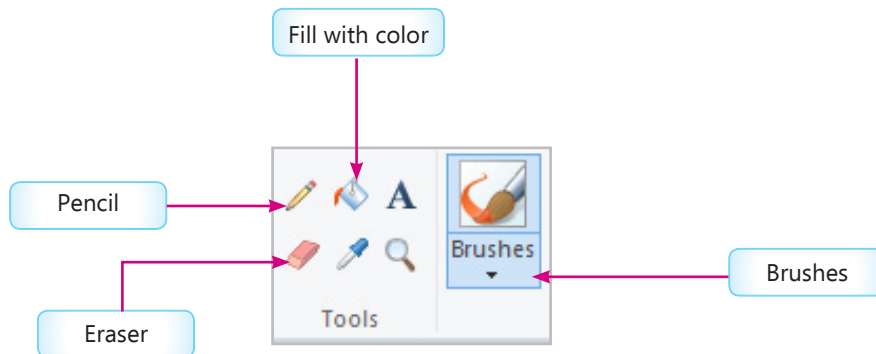 Fill with color
Pencil
A
Brushes
Brushes
Tools
Eraser